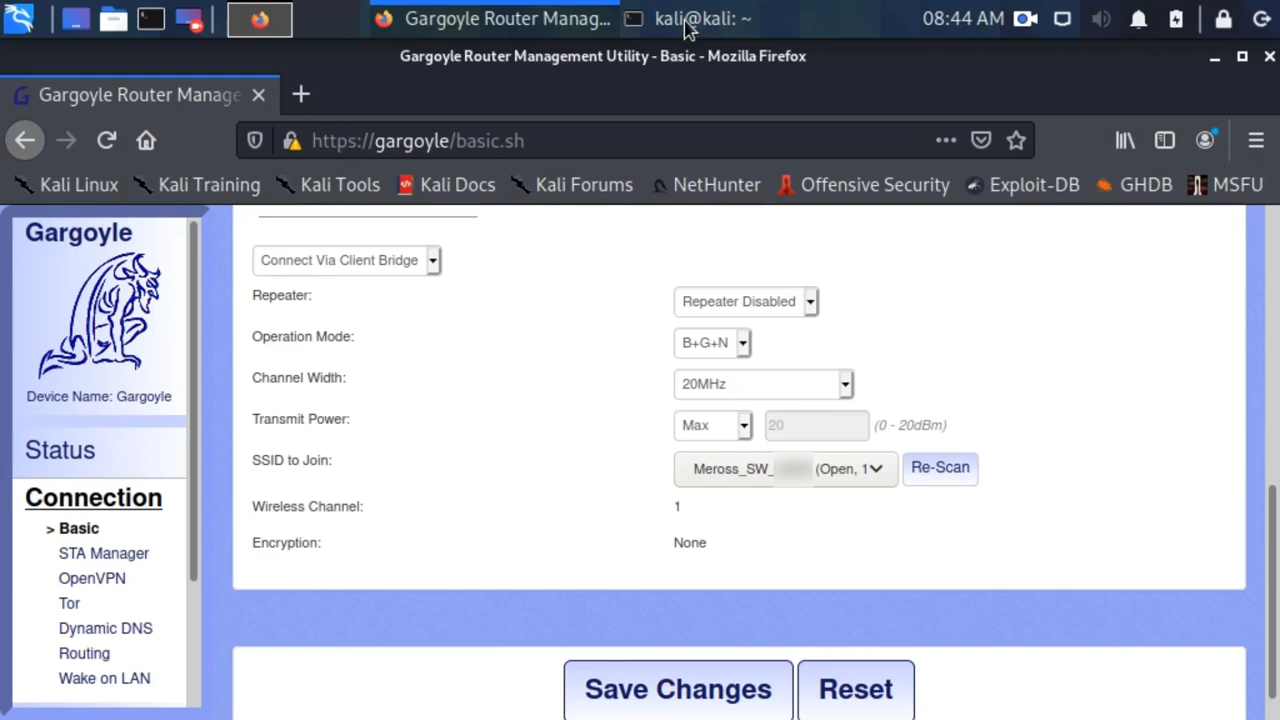 Gargoyle Router Manag... kali@kali: ~ 08:44 AM
Gargoyle Router Management Utility - Basic - Mozilla Firefox
Gargoyle Router Manage
https://gargoyle/basic.sh
Kali Linux Kali Training Kali Tools Kali Docs Kali Forums NetHunter Offensive Security Exploit-DB GHDB MSFU
Gargoyle
Device Name: Gargoyle
Status
Connection
> Basic
STA Manager
OpenVPN
Tor
Dynamic DNS
Routing
Wake on LAN
Connect Via Client Bridge
Repeater: Repeater Disabled
Operation Mode: B+G+N
Channel Width: 20MHz
Transmit Power: Max 20 (0 - 20dBm)
SSID to Join: Meross_SW_ (Open, 1 Re-Scan
Wireless Channel: 1
Encryption: None
Save Changes Reset